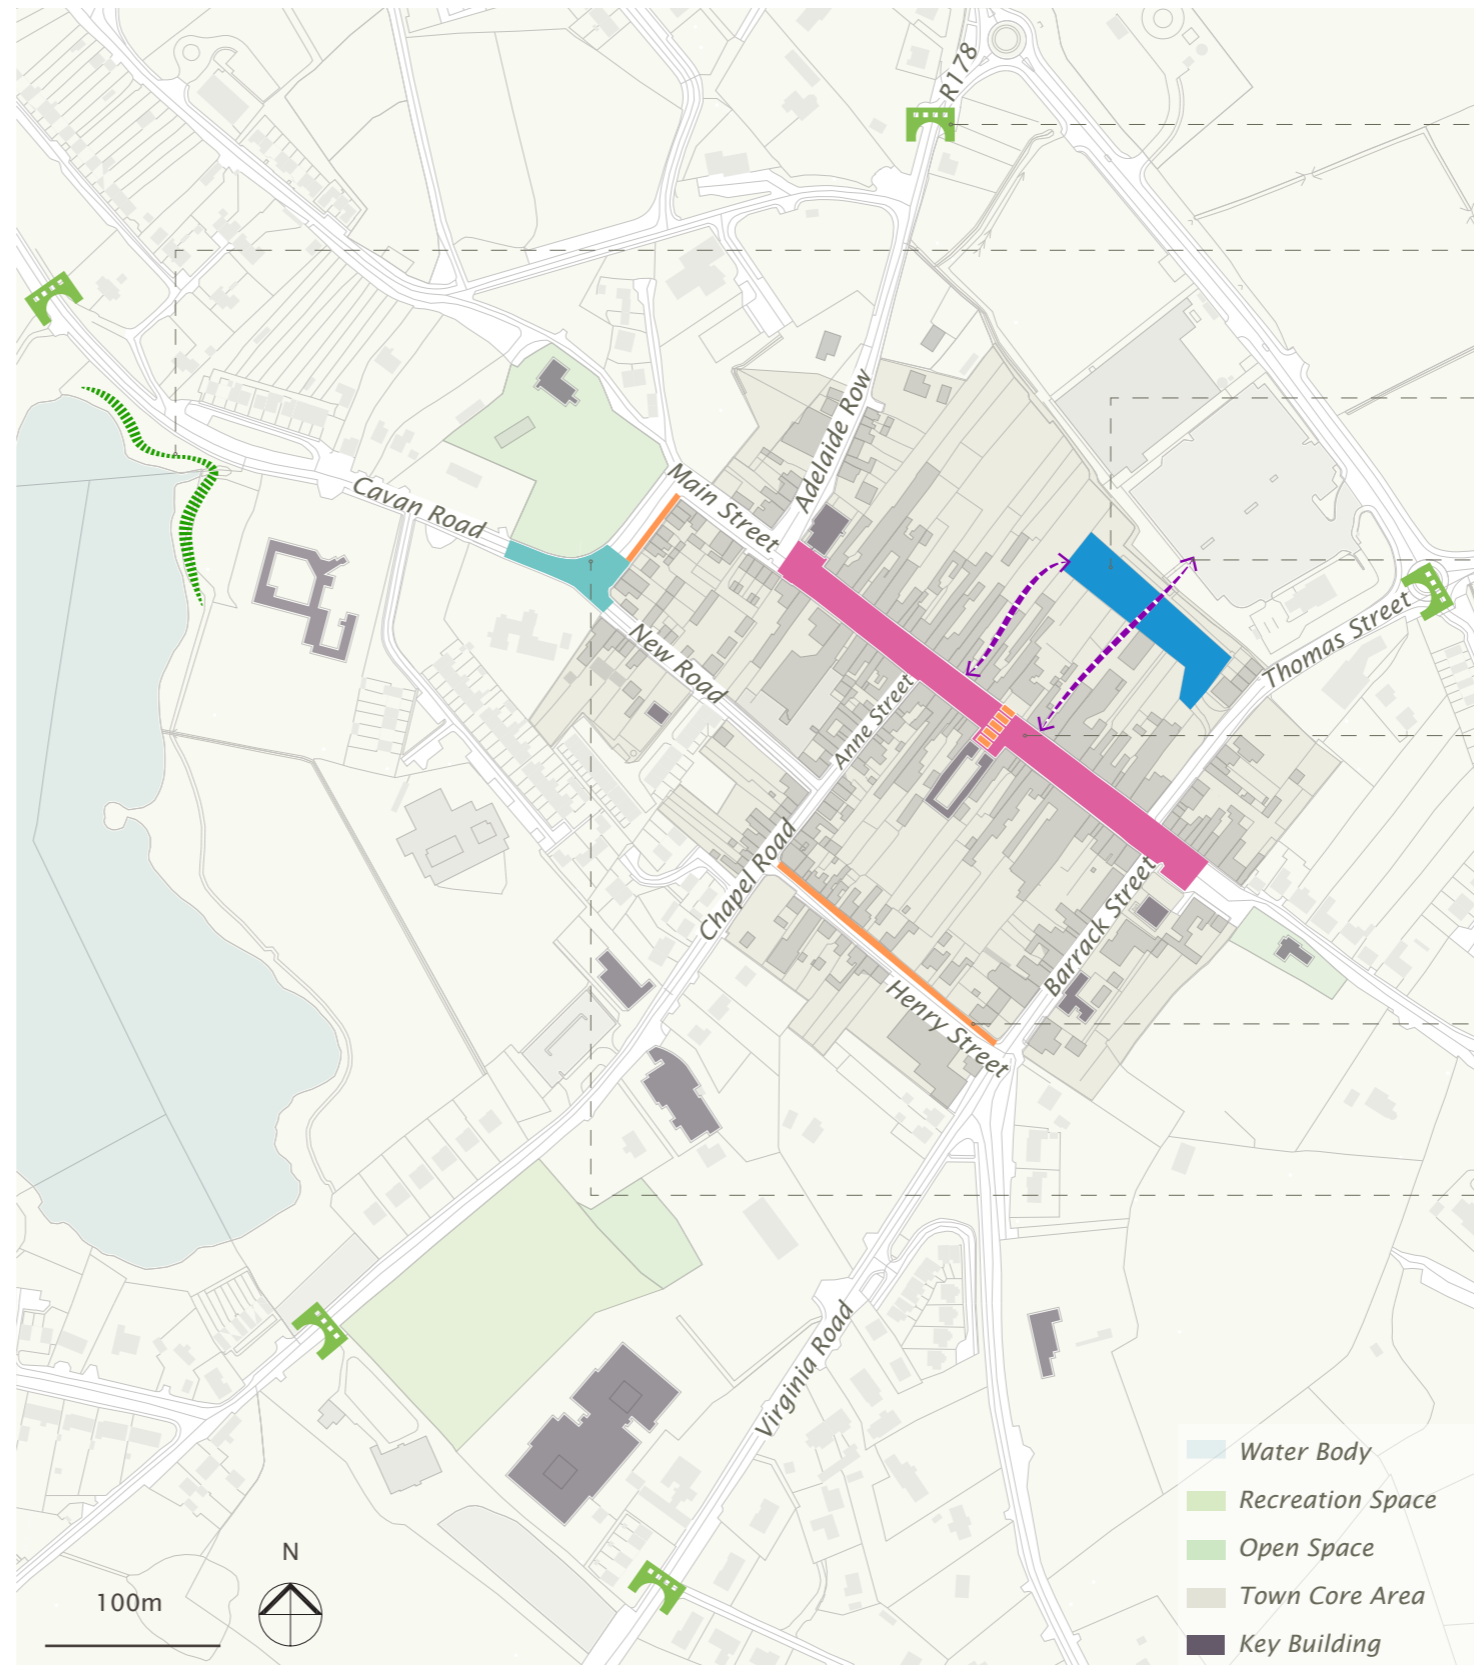 R178
Adelaide Row
Main Street
Cavan Road
New Road
Anne Street
Thomas Street
Chapel Road
Barrack Street
Henry Street
Virginia Road
N
100m
Water Body
Recreation Space
Open Space
Town Core Area
Key Building